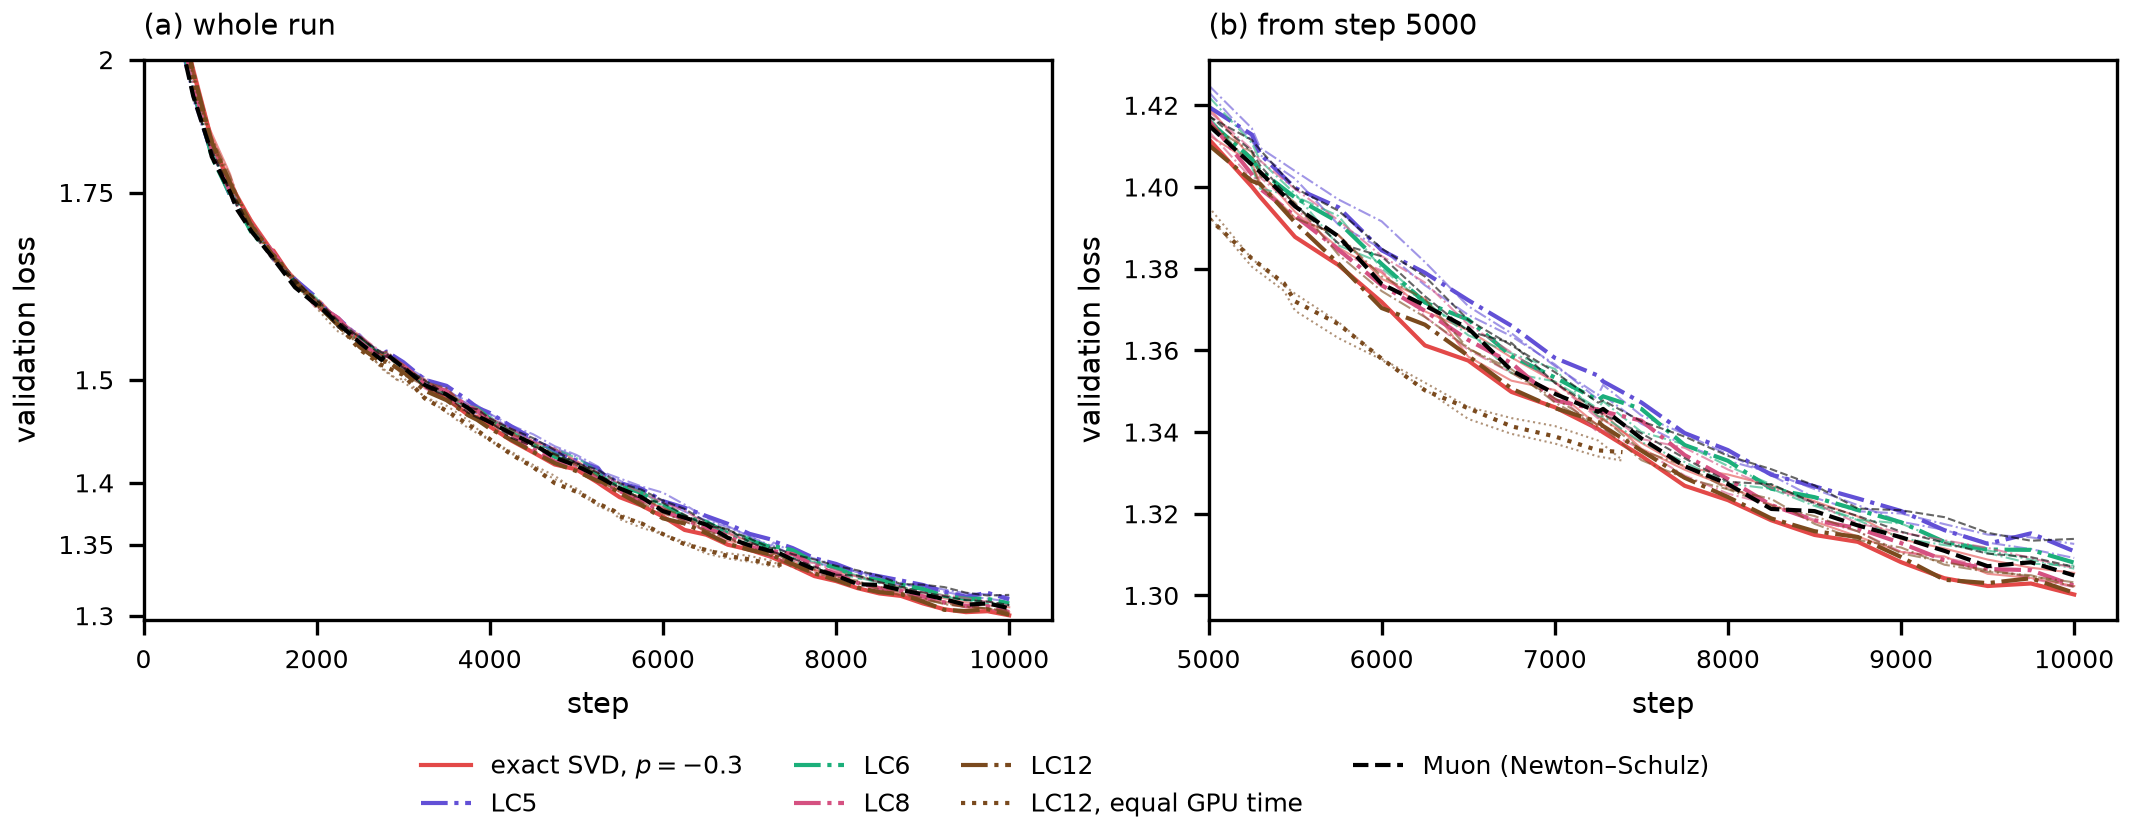 (a) whole run
(b) from step 5000
validation loss
2
1.75
1.5
1.4
1.35
1.3
0
2000
4000
6000
8000
10000
step
validation loss
1.42
1.40
1.38
1.36
1.34
1.32
1.30
5000
6000
7000
8000
9000
10000
step
exact SVD, p = −0.3
LC5
LC6
LC8
LC12
LC12, equal GPU time
Muon (Newton–Schulz)